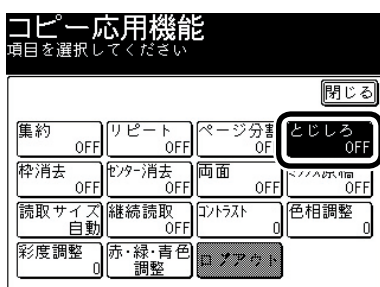 コピー応用機能
項目を選択してください
閉じる
集約 OFF
リピート OFF
ページ分割 OF
とじしろ OFF
枠消去 OFF
センター消去 OFF
両面 OFF
OFF
読取サイズ 自動
継続読取 OFF
コントラスト 0
色相調整 0
彩度調整 0
赤・緑・青色調整
ログアウト